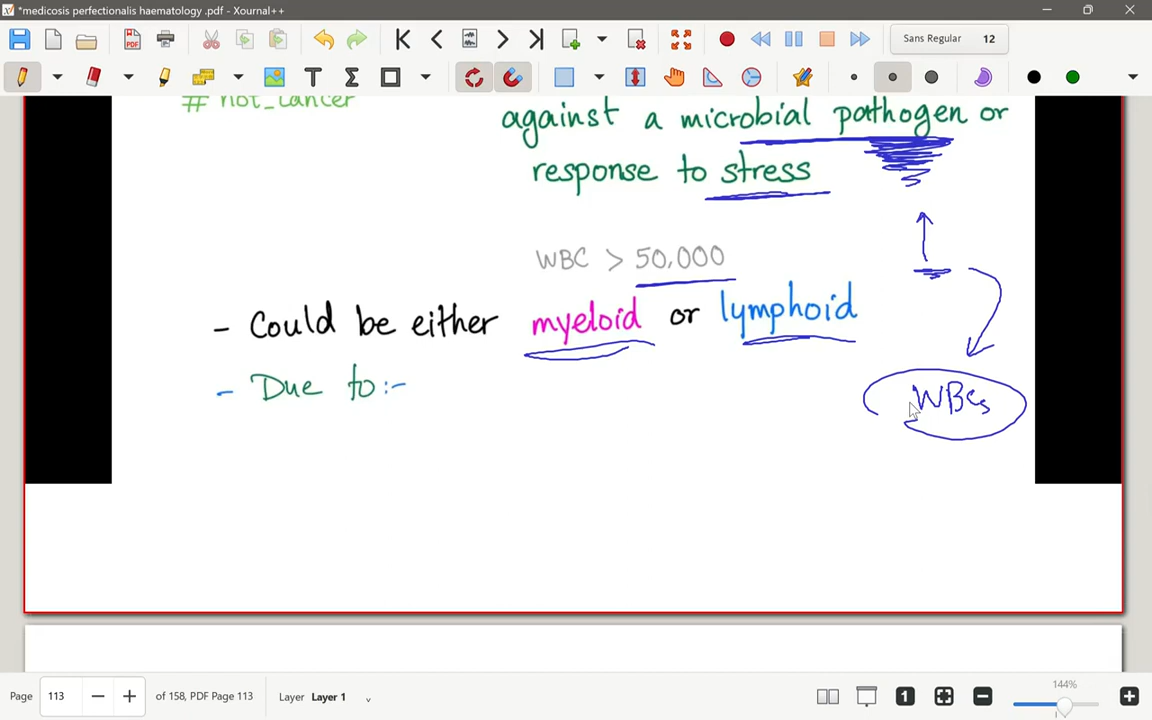 *medicosis perfectionalis haematology .pdf - Xournal++
Sans Regular 12
# not_cancer
against a microbial pathogen or
response to stress
WBC > 50,000
- Could be either myeloid or lymphoid
- Due to:-
WBCs
Page 113 of 158, PDF Page 113 Layer Layer 1 144%